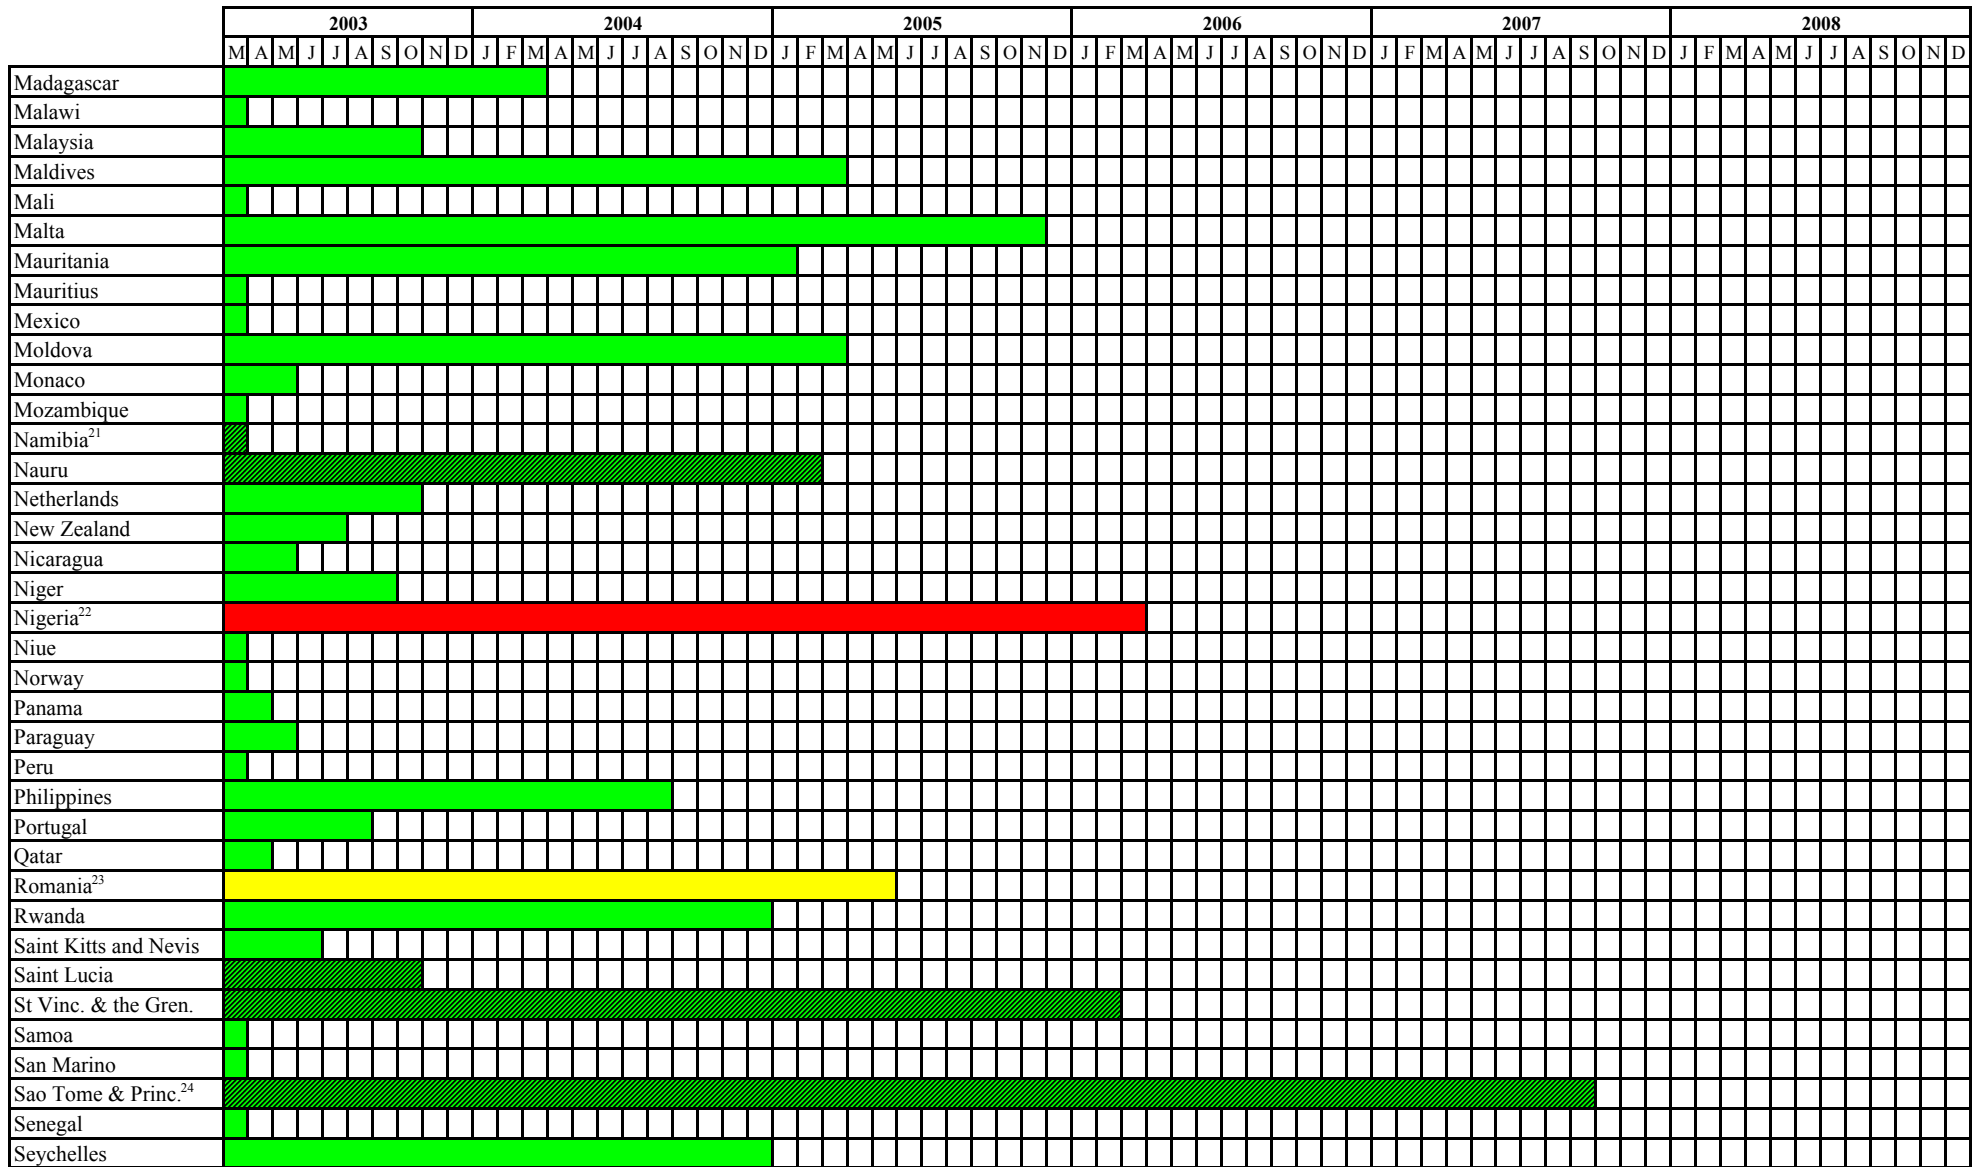 2003 2004 2005 2006 2007 2008
M A M J J A S O N D J F M A M J J A S O N D J F M A M J J A S O N D J F M A M J J A S O N D J F M A M J J A S O N D J F M A M J J A S O N D
Madagascar
Malawi
Malaysia
Maldives
Mali
Malta
Mauritania
Mauritius
Mexico
Moldova
Monaco
Mozambique
Namibia21
Nauru
Netherlands
New Zealand
Nicaragua
Niger
Nigeria22
Niue
Norway
Panama
Paraguay
Peru
Philippines
Portugal
Qatar
Romania23
Rwanda
Saint Kitts and Nevis
Saint Lucia
St Vinc. & the Gren.
Samoa
San Marino
Sao Tome & Princ.24
Senegal
Seychelles